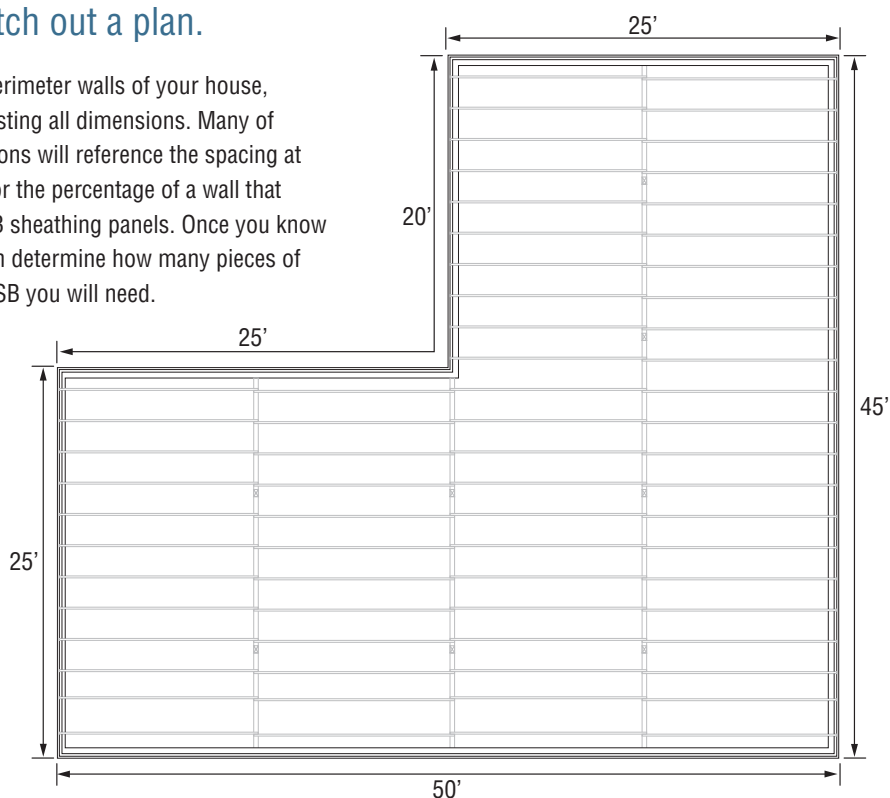 tch out a plan.
erimeter walls of your house,
sting all dimensions. Many of
ons will reference the spacing at
or the percentage of a wall that
B sheathing panels. Once you know
n determine how many pieces of
SB you will need.
25’
20’
25’
45’
25’
50’